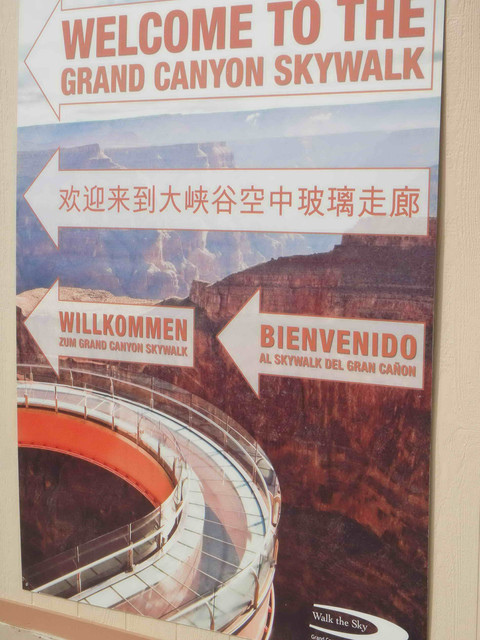 WELCOME TO THE
GRAND CANYON SKYWALK
欢迎来到大峡谷空中玻璃走廊
WILLKOMMEN
ZUM GRAND CANYON SKYWALK
BIENVENIDO
AL SKYWALK DEL GRAN CAÑON
Walk the Sky